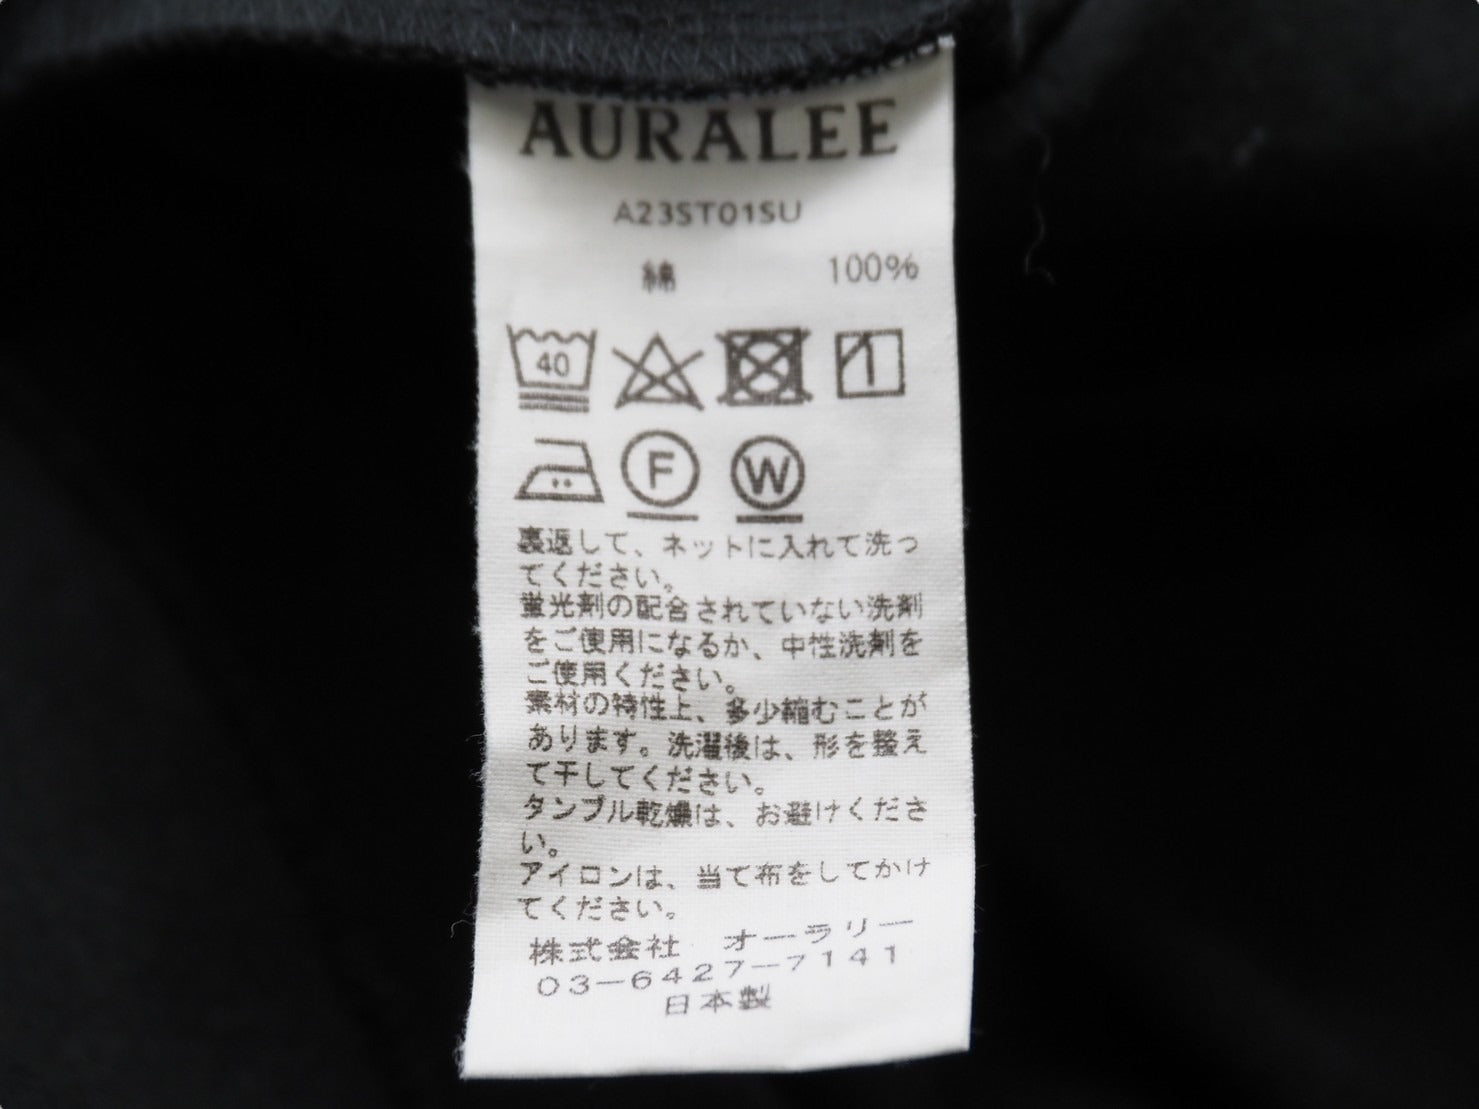 AURALEE
A23ST01SU
綿 100%
40
F W
裏返して、ネットに入れて洗っ
てください。
蛍光剤の配合されていない洗剤
をご使用になるか、中性洗剤を
ご使用ください。
素材の特性上、多少縮むことが
あります。洗濯後は、形を整え
て干してください。
タンブル乾燥は、お避けくださ
い。
アイロンは、当て布をしてかけ
てください。
株式会社 オーラリー
03-6427-7141
日本製